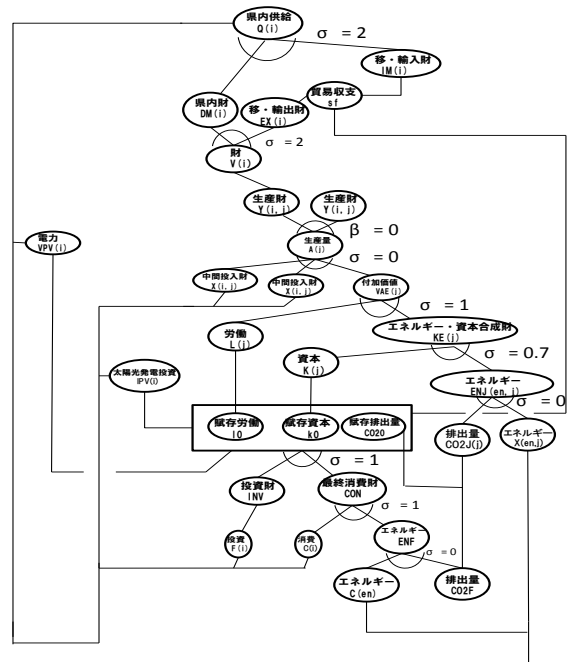 県内供給
Q(i)
σ = 2
移・輸入財
IM(i)
貿易収支
sf
県内財
DM(i)
移・輸出財
EX(i)
σ = 2
財
V(i)
生産財
Y(i,j)
生産財
Y(i,j)
β = 0
電力
VPV(i)
生産量
A(j)
σ = 0
中間投入財
X(i,j)
中間投入財
X(i,j)
付加価値
VAE(j)
σ = 1
労働
L(j)
エネルギー・資本合成財
KE(j)
資本
K(j)
σ = 0.7
太陽光発電投資
IPV(i)
エネルギー
ENJ(en,j)
σ = 0
賦存労働
l0
賦存資本
k0
賦存排出量
CO2O
排出量
CO2J(j)
エネルギー
X(en,j)
σ = 1
投資財
INV
最終消費財
CON
σ = 1
投資
F(i)
消費
C(i)
エネルギー
ENF
σ = 0
エネルギー
C(en)
排出量
CO2F